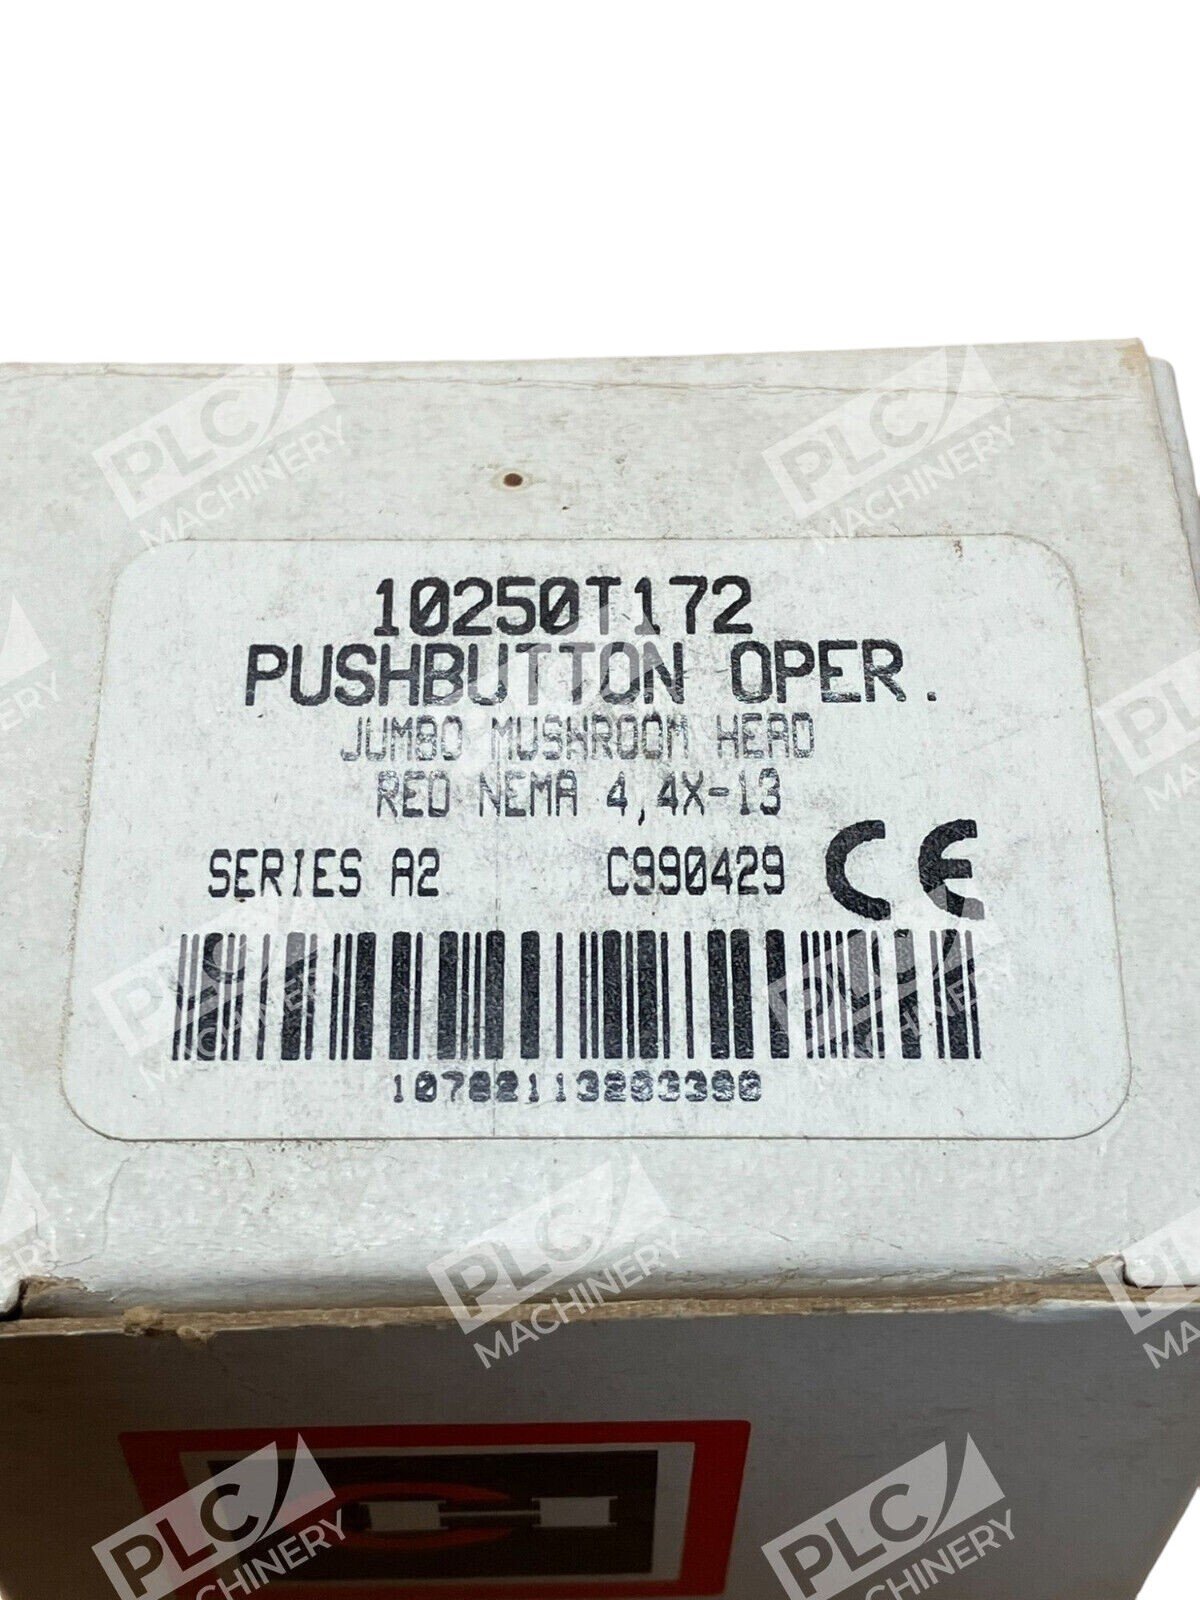 10250T172
PUSHBUTTON OPER.
JUMBO MUSHROOM HEAD
RED NEMA 4,4X-13
SERIES A2 C990429 CE
PLC MACHINERY